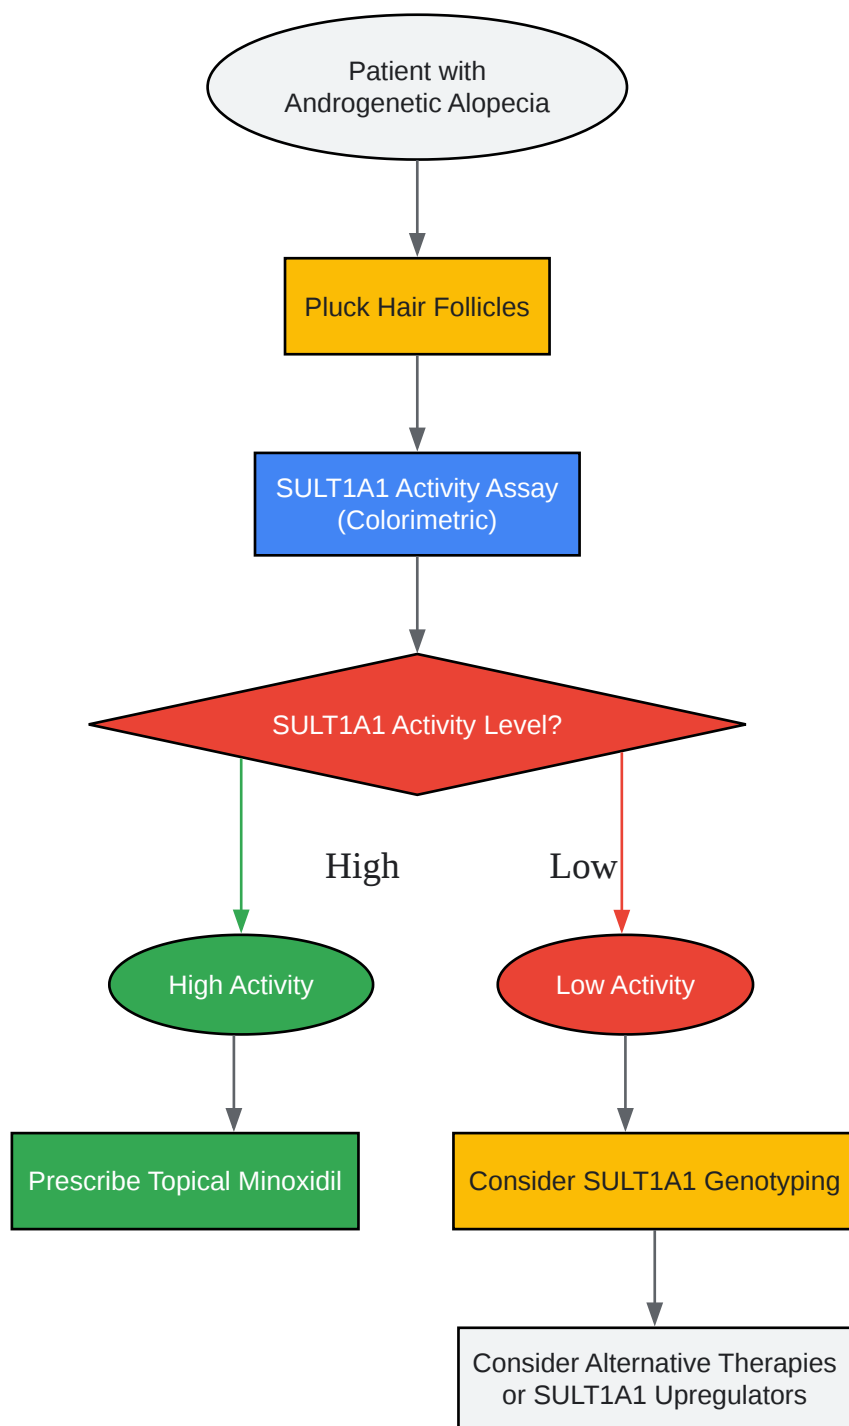 Patient with
Androgenetic Alopecia
Pluck Hair Follicles
SULT1A1 Activity Assay
(Colorimetric)
SULT1A1 Activity Level?
High
Low
High Activity
Low Activity
Prescribe Topical Minoxidil
Consider SULT1A1 Genotyping
Consider Alternative Therapies
or SULT1A1 Upregulators